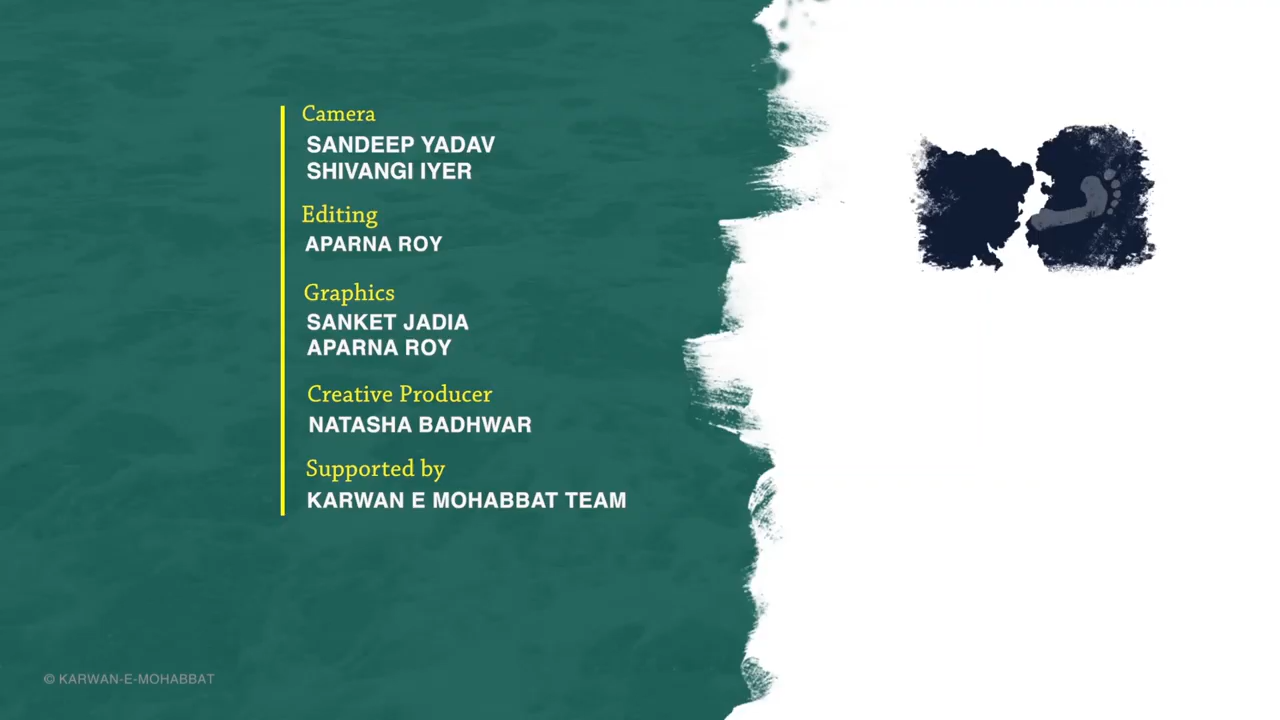 Camera
SANDEEP YADAV
SHIVANGI IYER
Editing
APARNA ROY
Graphics
SANKET JADIA
APARNA ROY
Creative Producer
NATASHA BADHWAR
Supported by
KARWAN E MOHABBAT TEAM
© KARWAN-E-MOHABBAT